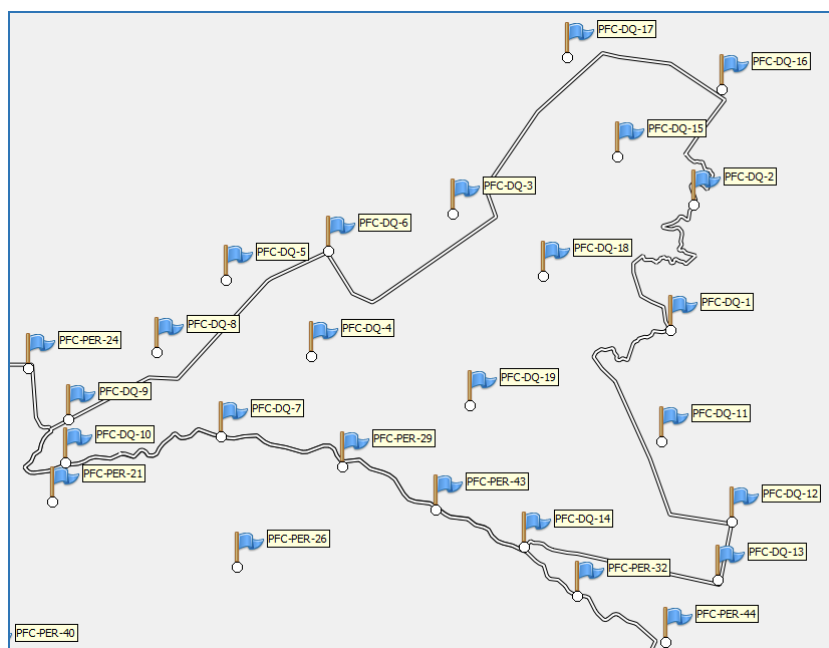 PFC-DQ-17
PFC-DQ-16
PFC-DQ-15
PFC-DQ-2
PFC-DQ-3
PFC-DQ-6
PFC-DQ-18
PFC-DQ-5
PFC-DQ-1
PFC-DQ-8
PFC-DQ-4
PFC-PER-24
PFC-DQ-19
PFC-DQ-9
PFC-DQ-7
PFC-DQ-11
PFC-DQ-10
PFC-PER-29
PFC-PER-21
PFC-PER-43
PFC-DQ-12
PFC-DQ-14
PFC-PER-26
PFC-DQ-13
PFC-PER-32
PFC-PER-44
PFC-PER-40